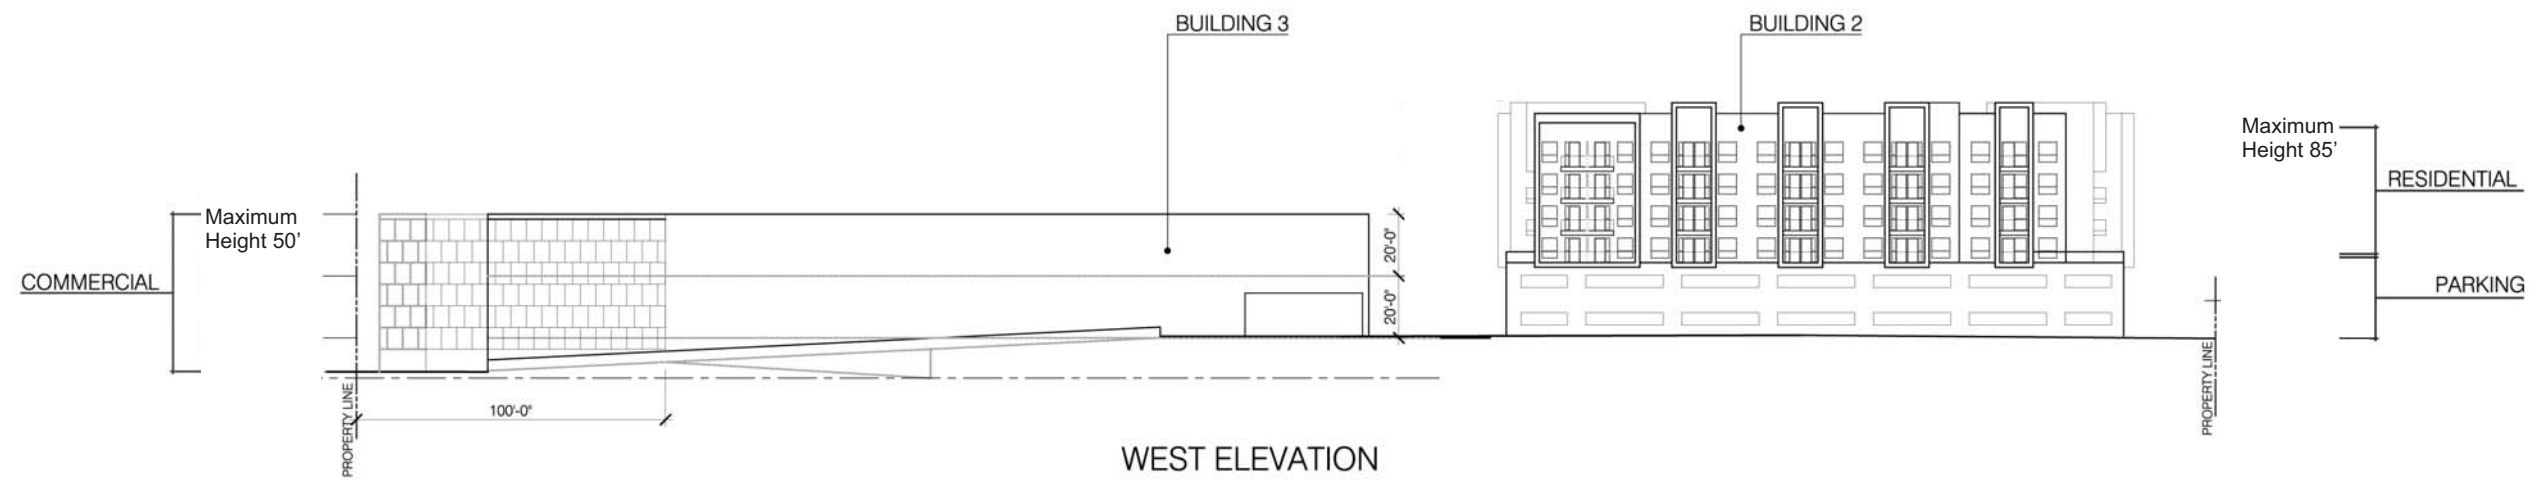 BUILDING 3
BUILDING 2
Maximum
Height 85’
RESIDENTIAL
Maximum
Height 50’
20'-0"
COMMERCIAL
20'-0"
PARKING
PROPERTY LINE
PROPERTY LINE
100'-0"
WEST ELEVATION